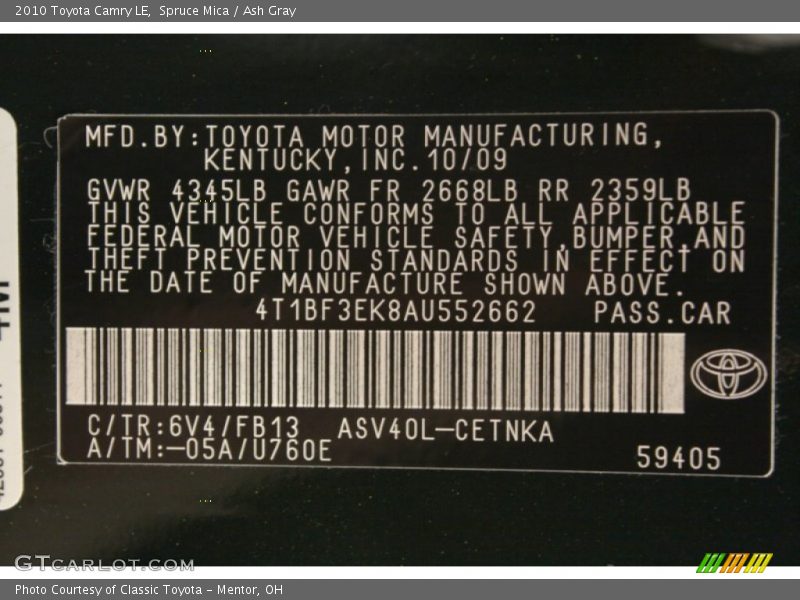 2010 Toyota Camry LE,  Spruce Mica / Ash Gray
MFD.BY:TOYOTA MOTOR MANUFACTURING,
KENTUCKY,INC.10/09
GVWR 4345LB GAWR FR 2668LB RR 2359LB
THIS VEHICLE CONFORMS TO ALL APPLICABLE
FEDERAL MOTOR VEHICLE SAFETY,BUMPER,AND
THEFT PREVENTION STANDARDS IN EFFECT ON
THE DATE OF MANUFACTURE SHOWN ABOVE.
4T1BF3EK8AU552662 PASS.CAR
C/TR:6V4/FB13 ASV40L-CETNKA
A/TM:-05A/U760E
59405
GTCARLOT.COM
Photo Courtesy of Classic Toyota - Mentor, OH